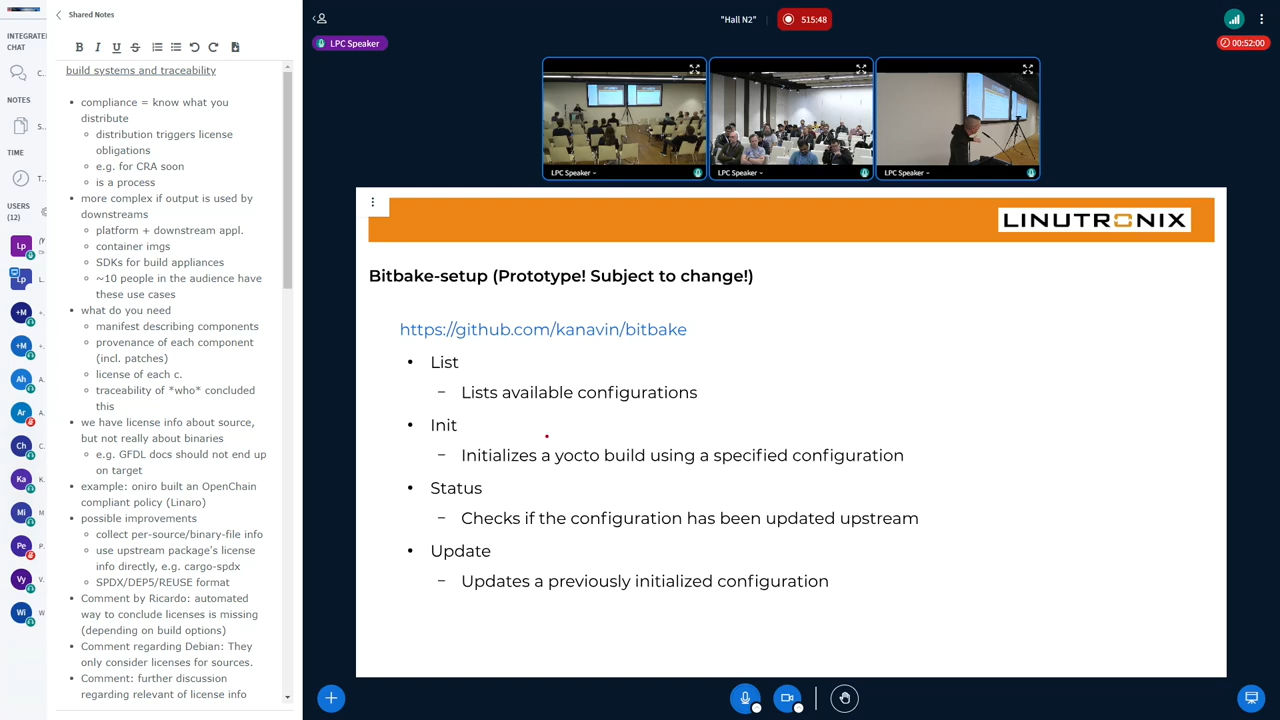 Shared Notes
"Hall N2"
515:48
00:52:00
LPC Speaker
INTEGRATE
CHAT
C..
NOTES
S..
TIME
T..
USERS
(12)
Lp
L..
+M
+M
Ah
A..
Ar
A..
Ch
C..
Ka
K..
Mi
M..
Pe
P..
Vy
V..
Wi
W
build systems and traceability
• compliance = know what you
distribute
◦ distribution triggers license
obligations
◦ e.g. for CRA soon
◦ is a process
• more complex if output is used by
downstreams
◦ platform + downstream appl.
◦ container imgs
◦ SDKs for build appliances
◦ ~10 people in the audience have
these use cases
• what do you need
◦ manifest describing components
◦ provenance of each component
(incl. patches)
◦ license of each c.
◦ traceability of *who* concluded
this
• we have license info about source,
but not really about binaries
◦ e.g. GFDL docs should not end up
on target
• example: oniro built an OpenChain
compliant policy (Linaro)
• possible improvements
◦ collect per-source/binary-file info
◦ use upstream package's license
info directly, e.g. cargo-spdx
◦ SPDX/DEP5/REUSE format
• Comment by Ricardo: automated
way to conclude licenses is missing
(depending on build options)
• Comment regarding Debian: They
only consider licenses for sources.
• Comment: further discussion
regarding relevant of license info
LPC Speaker
LPC Speaker
LPC Speaker
LINUTRONIX
Bitbake-setup (Prototype! Subject to change!)
https://github.com/kanavin/bitbake
• List
– Lists available configurations
• Init
– Initializes a yocto build using a specified configuration
• Status
– Checks if the configuration has been updated upstream
• Update
– Updates a previously initialized configuration